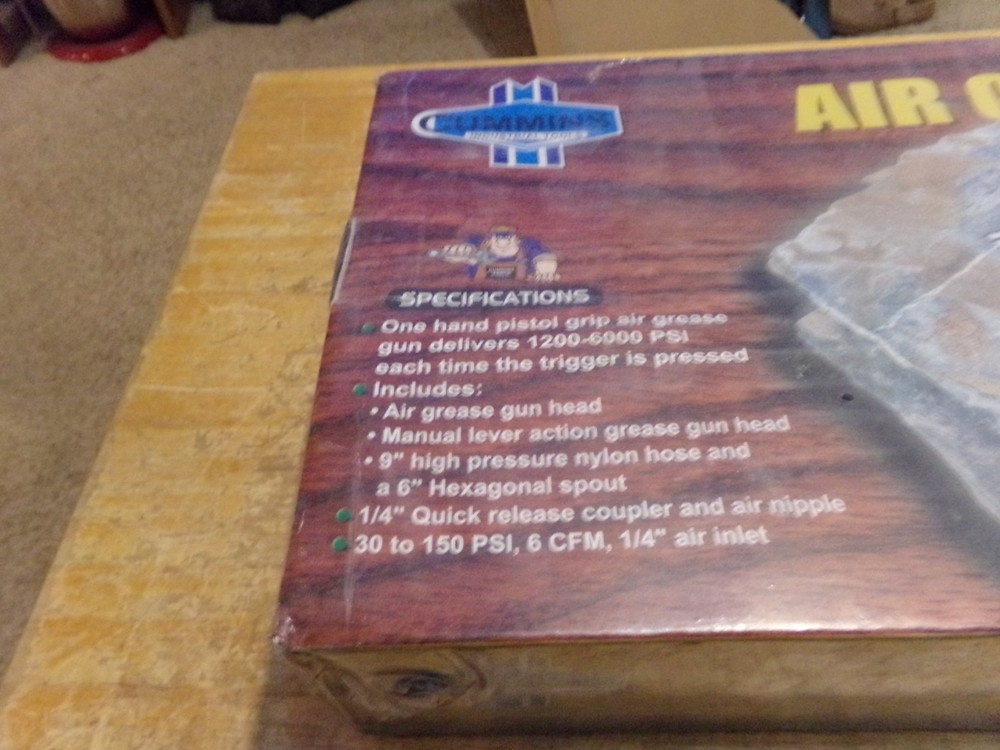 CUMMINS
INDUSTRIAL TOOLS
AIR
SPECIFICATIONS
One hand pistol grip air grease
gun delivers 1200-6000 PSI
each time the trigger is pressed
Includes:
• Air grease gun head
• Manual lever action grease gun head
• 9" high pressure nylon hose and
a 6" Hexagonal spout
1/4" Quick release coupler and air nipple
30 to 150 PSI, 6 CFM, 1/4" air inlet